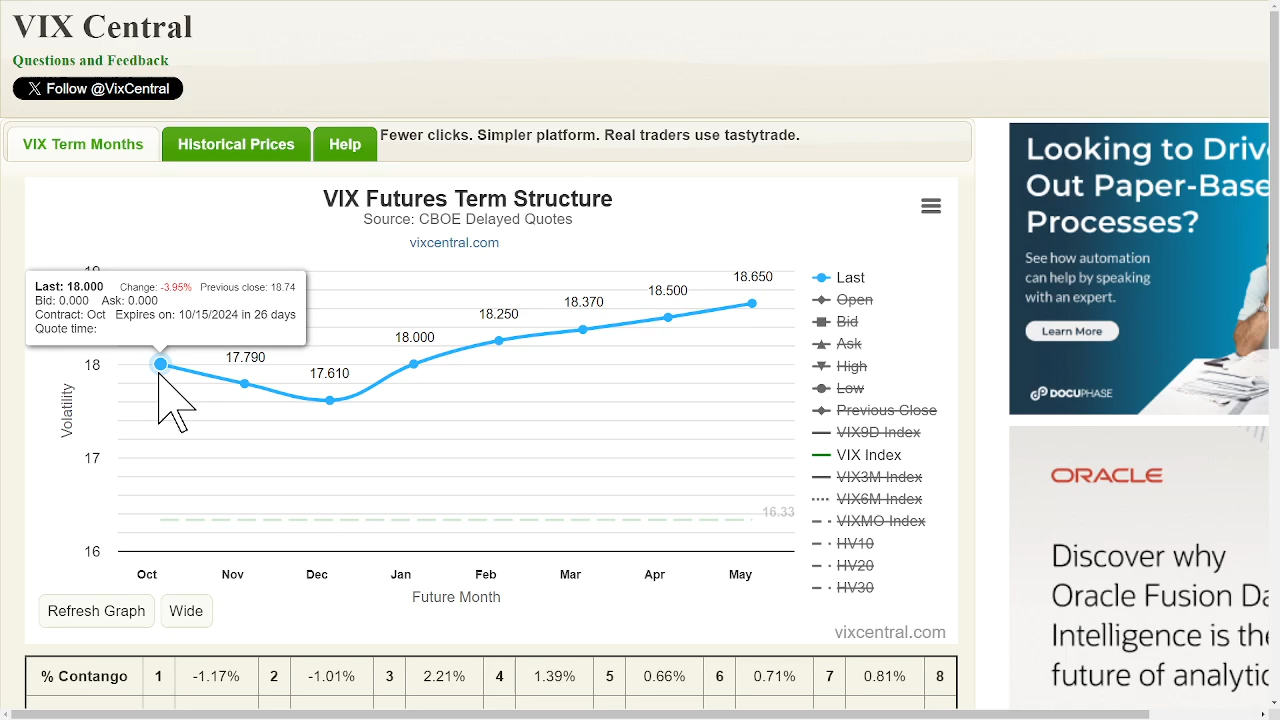 VIX Central
Questions and Feedback
Follow @VixCentral
VIX Term Months
Historical Prices
Help
Fewer clicks. Simpler platform. Real traders use tastytrade.
VIX Futures Term Structure
Source: CBOE Delayed Quotes
vixcentral.com
Last: 18.000 Change: -3.95% Previous close: 18.74
Bid: 0.000 Ask: 0.000
Contract: Oct Expires on: 10/15/2024 in 26 days
Quote time:
19
18
17
16
Volatility
17.790
17.610
18.000
18.250
18.370
18.500
18.650
16.33
Oct Nov Dec Jan Feb Mar Apr May
Future Month
Last
Open
Bid
Ask
High
Low
Previous Close
VIX9D Index
VIX Index
VIX3M Index
VIX6M Index
VIXMO Index
HV10
HV20
HV30
Refresh Graph
Wide
vixcentral.com
% Contango 1 -1.17% 2 -1.01% 3 2.21% 4 1.39% 5 0.66% 6 0.71% 7 0.81% 8
Looking to Drive
Out Paper-Base
Processes?
See how automation
can help by speaking
with an expert.
Learn More
DOCUPHASE
ORACLE
Discover why
Oracle Fusion Da
Intelligence is the
future of analytic